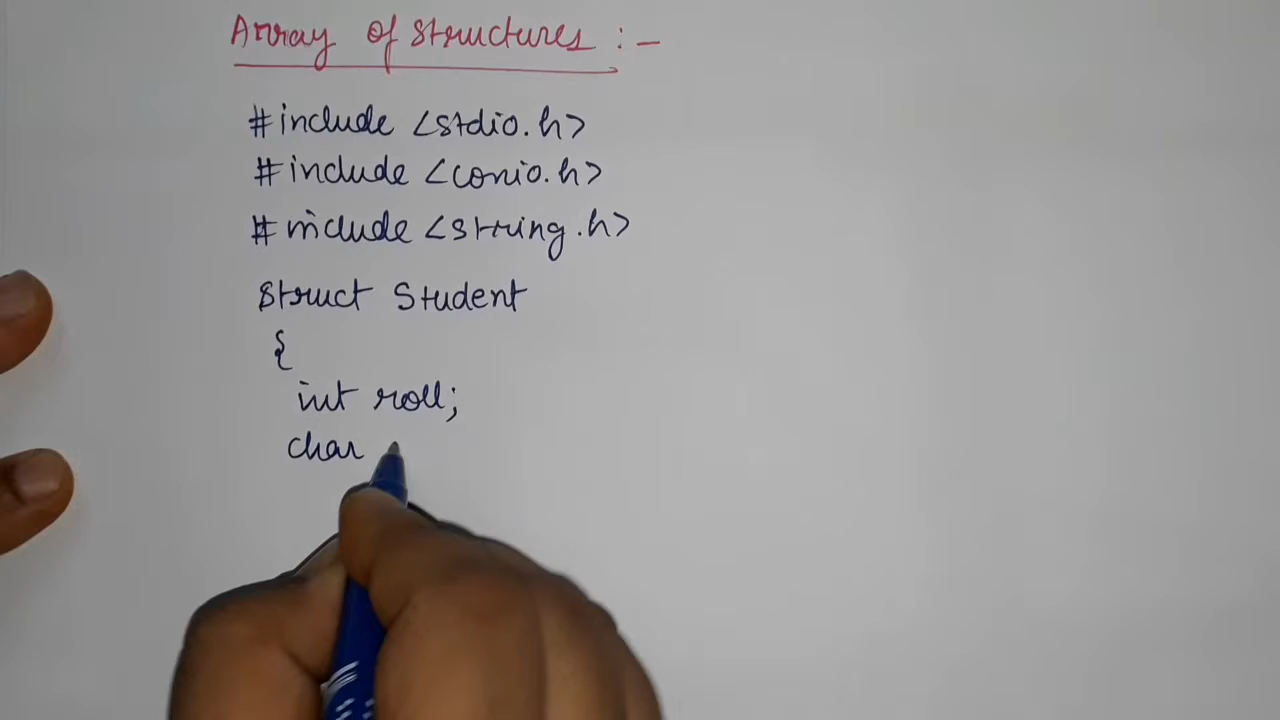 Array of structures :-
#include <stdio.h>
#include <conio.h>
#include <string.h>
struct Student
{
int roll;
char